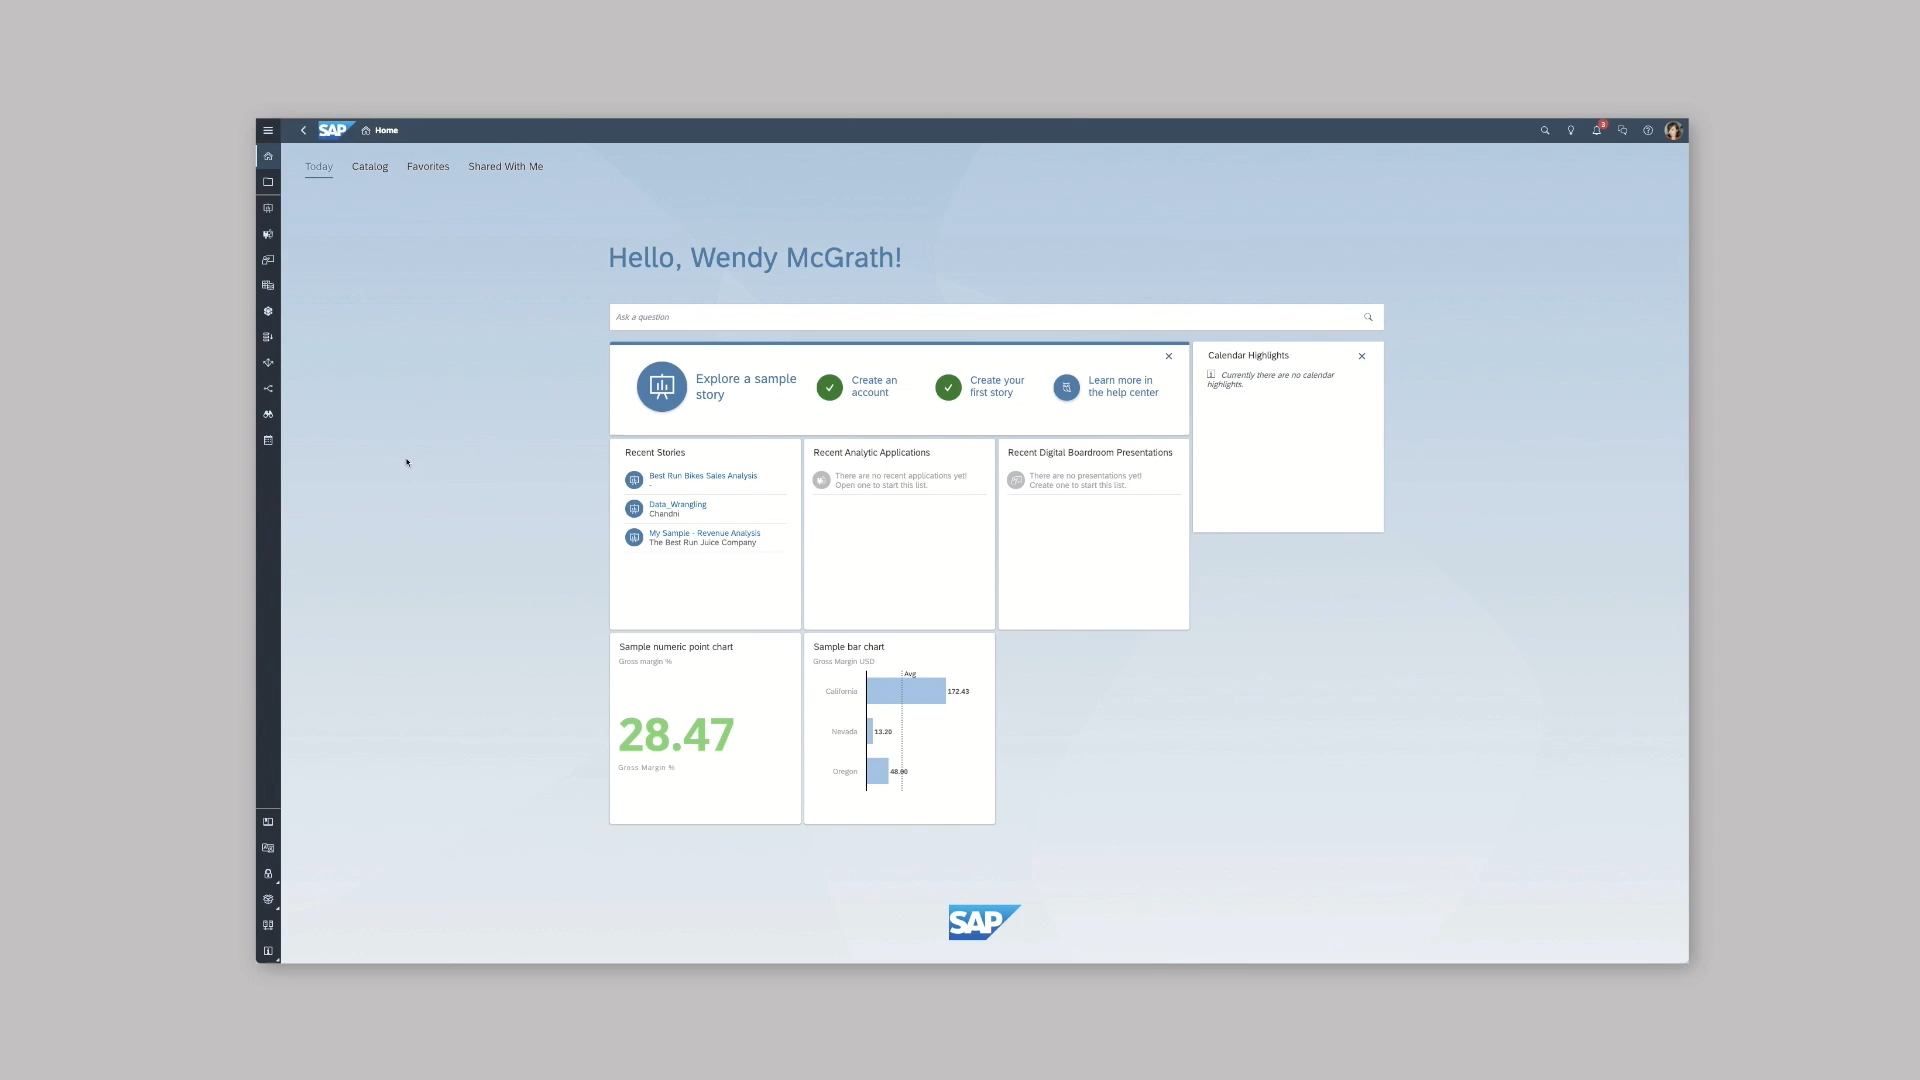 SAP Home
3
Today Catalog Favorites Shared With Me
Hello, Wendy McGrath!
Ask a question
Explore a sample
story
Create an
account
Create your
first story
Learn more in
the help center
Calendar Highlights
Currently there are no calendar
highlights.
Recent Stories
Best Run Bikes Sales Analysis
-
Data_Wrangling
Chandni
My Sample - Revenue Analysis
The Best Run Juice Company
Recent Analytic Applications
There are no recent applications yet!
Open one to start this list.
Recent Digital Boardroom Presentations
There are no presentations yet!
Create one to start this list.
Sample numeric point chart
Gross margin %
28.47
Gross Margin %
Sample bar chart
Gross Margin USD
Avg
California 172.43
Nevada 13.20
Oregon 48.00
SAP